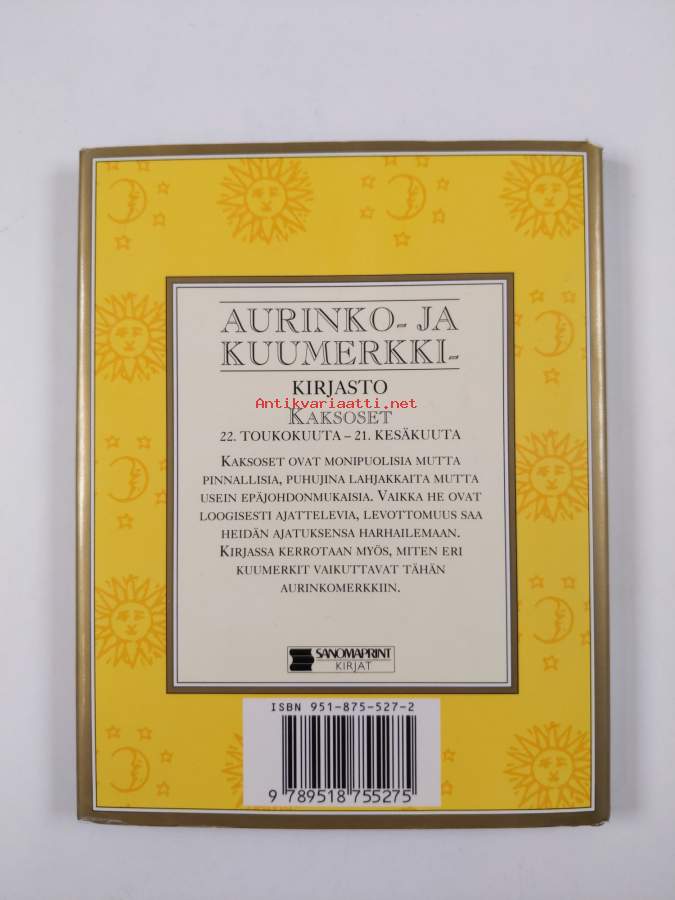 AURINKO- JA
KUUMERKKI-
KIRJASTO
Antikvariaatti.net
KAKSOSET
22. TOUKOKUUTA – 21. KESÄKUUTA
KAKSOSET OVAT MONIPUOLISIA MUTTA
PINNALLISIA, PUHUJINA LAHJAKKAITA MUTTA
USEIN EPÄJOHDONMUKAISIA. VAIKKA HE OVAT
LOOGISESTI AJATTELEVIA, LEVOTTOMUUS SAA
HEIDÄN AJATUKSENSA HARHAILEMAAN.
KIRJASSA KERROTAAN MYÖS, MITEN ERI
KUUMERKIT VAIKUTTAVAT TÄHÄN
AURINKOMERKKIIN.
SANOMAPRINT
KIRJAT
ISBN 951-875-527-2
9 789518 755275